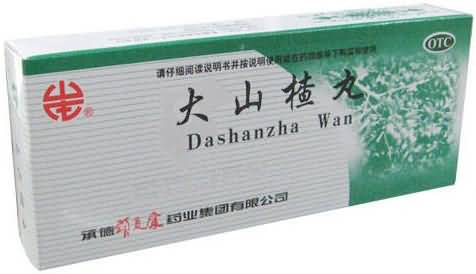 OTC
请仔细阅读说明书并按说明使用或在药师指导下购买和使用
大山楂丸
Dashanzha Wan
®
承德颈复康药业集团有限公司